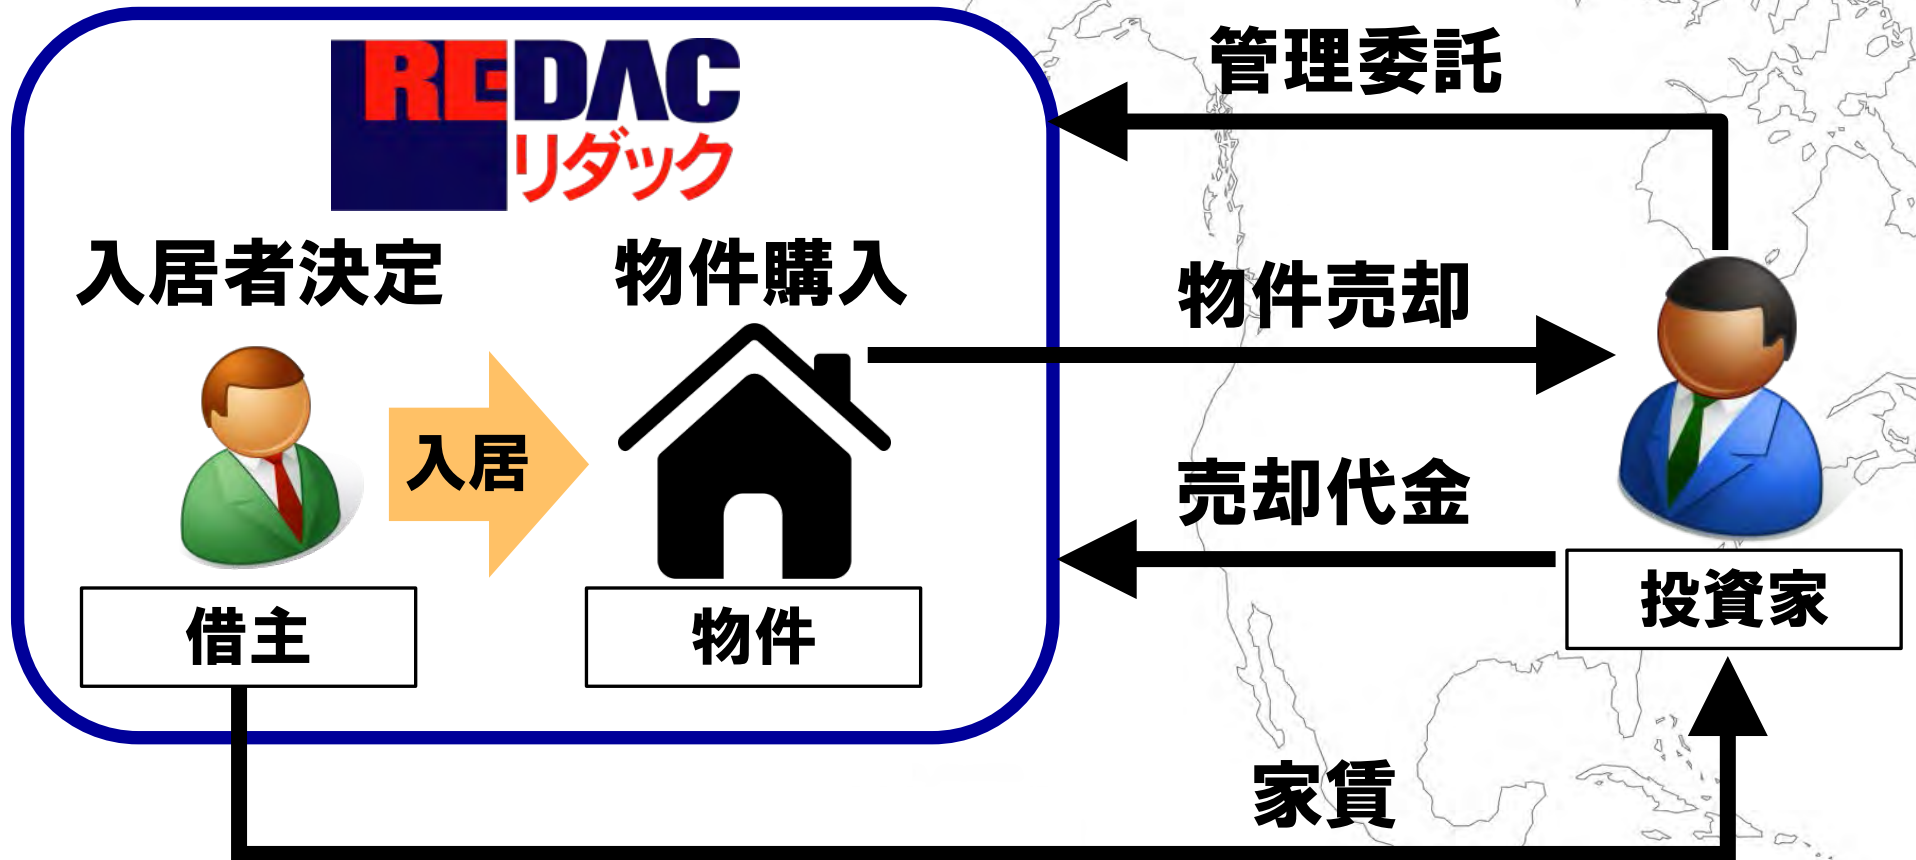 REDAC
リダック
管理委託
入居者決定
物件購入
物件売却
入居
売却代金
借主
物件
投資家
家賃